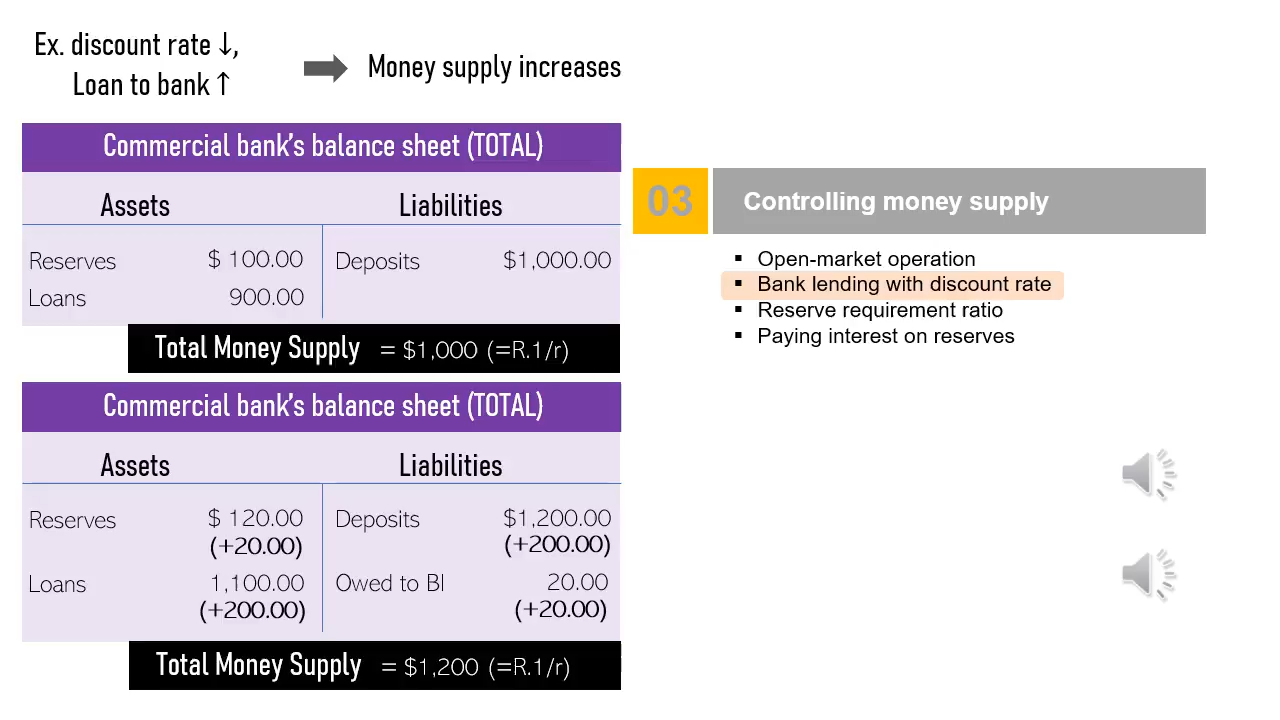 Ex. discount rate ↓,
Loan to bank ↑
Money supply increases
Commercial bank’s balance sheet (TOTAL)
Assets Liabilities
Reserves $ 100.00 Deposits $1,000.00
Loans 900.00
Total Money Supply = $1,000 (=R.1/r)
Commercial bank’s balance sheet (TOTAL)
Assets Liabilities
Reserves $ 120.00 Deposits $1,200.00
(+20.00) (+200.00)
Loans 1,100.00 Owed to BI 20.00
(+200.00) (+20.00)
Total Money Supply = $1,200 (=R.1/r)
03 Controlling money supply
▪ Open-market operation
▪ Bank lending with discount rate
▪ Reserve requirement ratio
▪ Paying interest on reserves